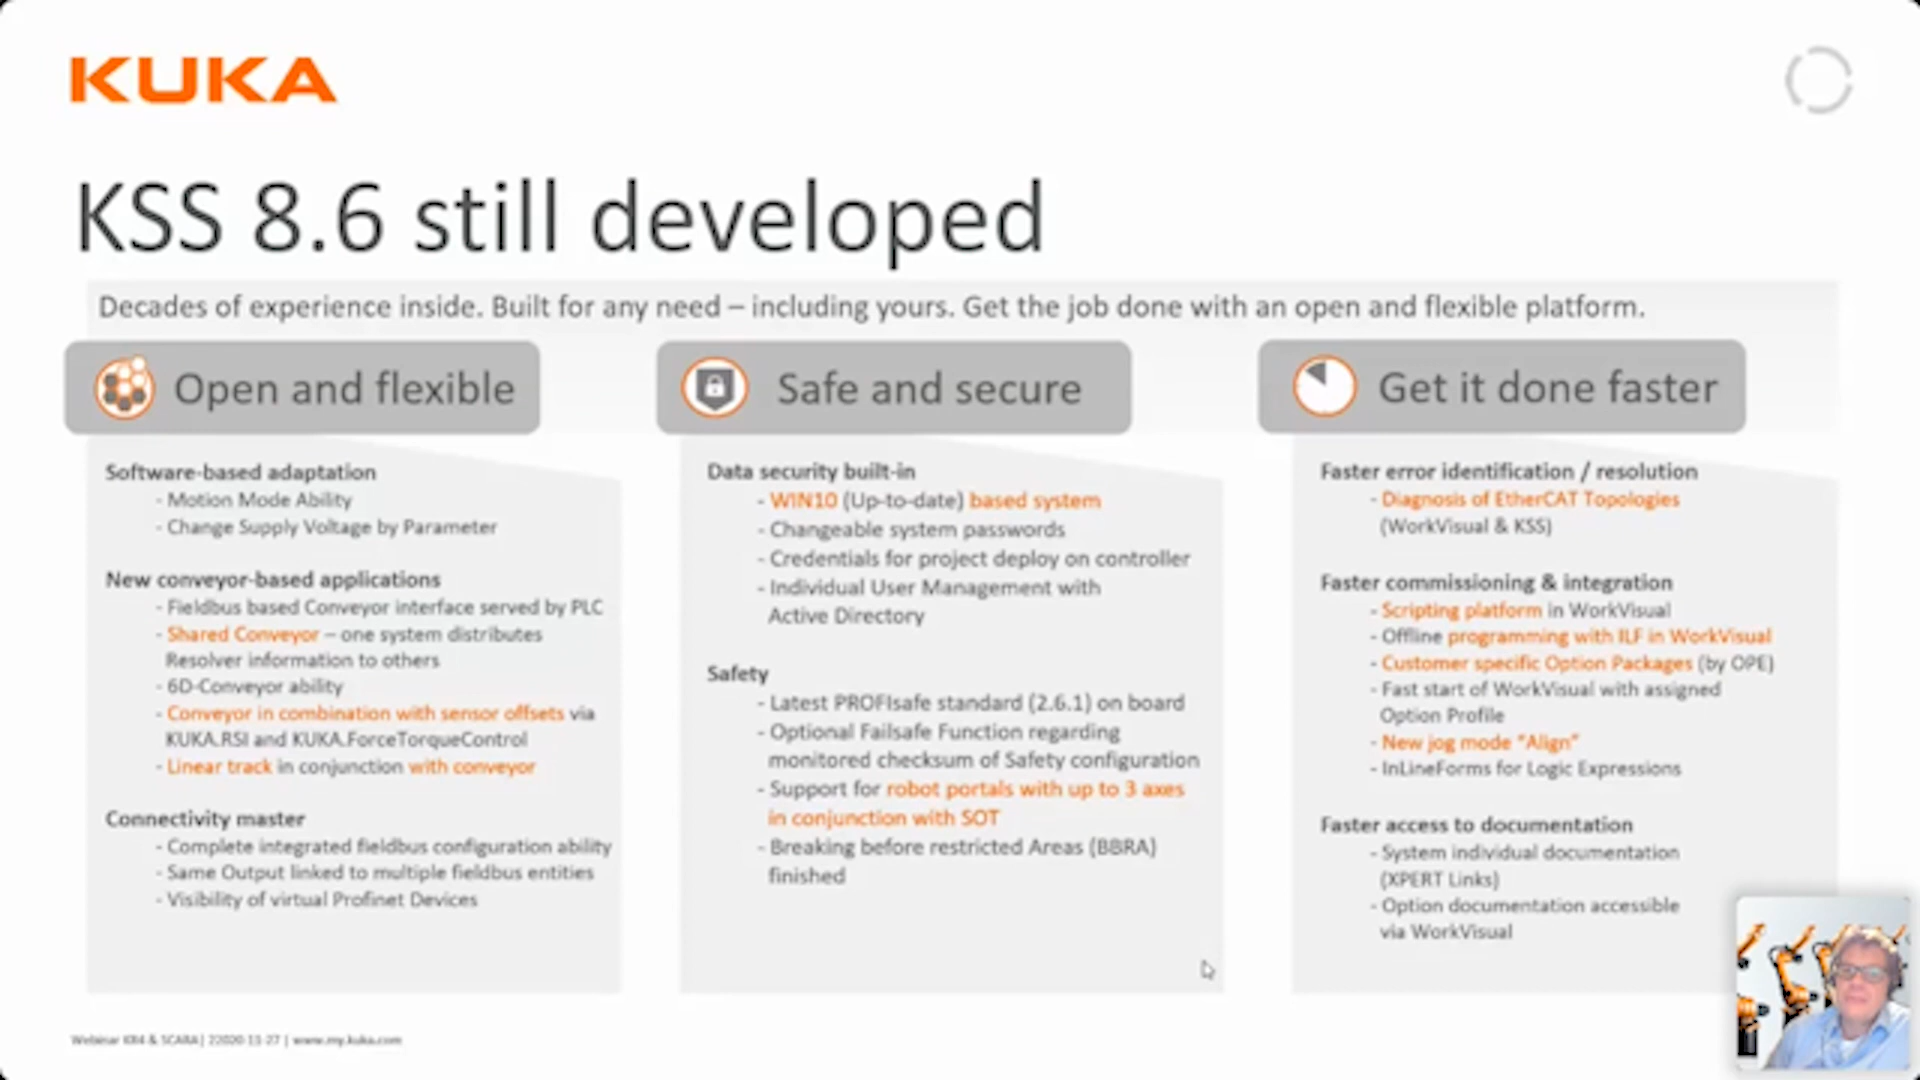 KUKA
KSS 8.6 still developed
Decades of experience inside. Built for any need – including yours. Get the job done with an open and flexible platform.
Open and flexible
Software-based adaptation
- Motion Mode Ability
- Change Supply Voltage by Parameter
New conveyor-based applications
- Fieldbus based Conveyor interface served by PLC
- Shared Conveyor – one system distributes
Resolver information to others
- 6D-Conveyor ability
- Conveyor in combination with sensor offsets via
KUKA.RSI and KUKA.ForceTorqueControl
- Linear track in conjunction with conveyor
Connectivity master
- Complete integrated fieldbus configuration ability
- Same Output linked to multiple fieldbus entities
- Visibility of virtual Profinet Devices
Safe and secure
Data security built-in
- WIN10 (Up-to-date) based system
- Changeable system passwords
- Credentials for project deploy on controller
- Individual User Management with
Active Directory
Safety
- Latest PROFIsafe standard (2.6.1) on board
- Optional Failsafe Function regarding
monitored checksum of Safety configuration
- Support for robot portals with up to 3 axes
in conjunction with SOT
- Breaking before restricted Areas (BBRA)
finished
Get it done faster
Faster error identification / resolution
- Diagnosis of EtherCAT Topologies
(WorkVisual & KSS)
Faster commissioning & integration
- Scripting platform in WorkVisual
- Offline programming with ILF in WorkVisual
- Customer specific Option Packages (by OPE)
- Fast start of WorkVisual with assigned
Option Profile
- New jog mode "Align"
- InLineForms for Logic Expressions
Faster access to documentation
- System individual documentation
(XPERT Links)
- Option documentation accessible
via WorkVisual
Webinar KR4 & SCARA | 22020-11-27 | www.my.kuka.com